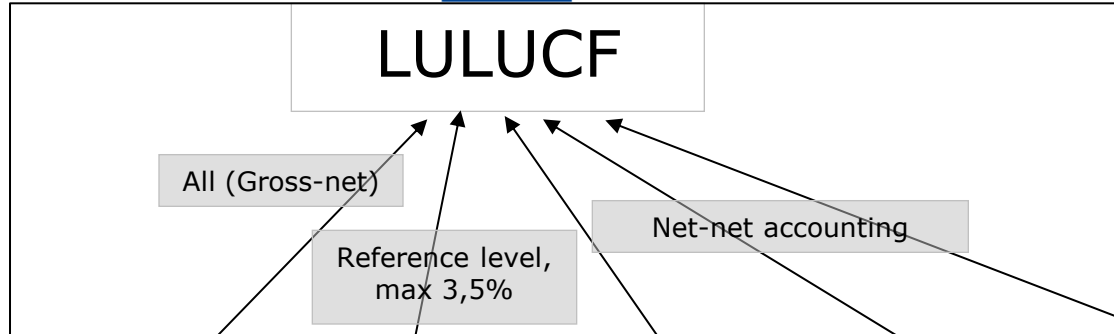 LULUCF
All (Gross-net)
Net-net accounting
Reference level,
max 3,5%